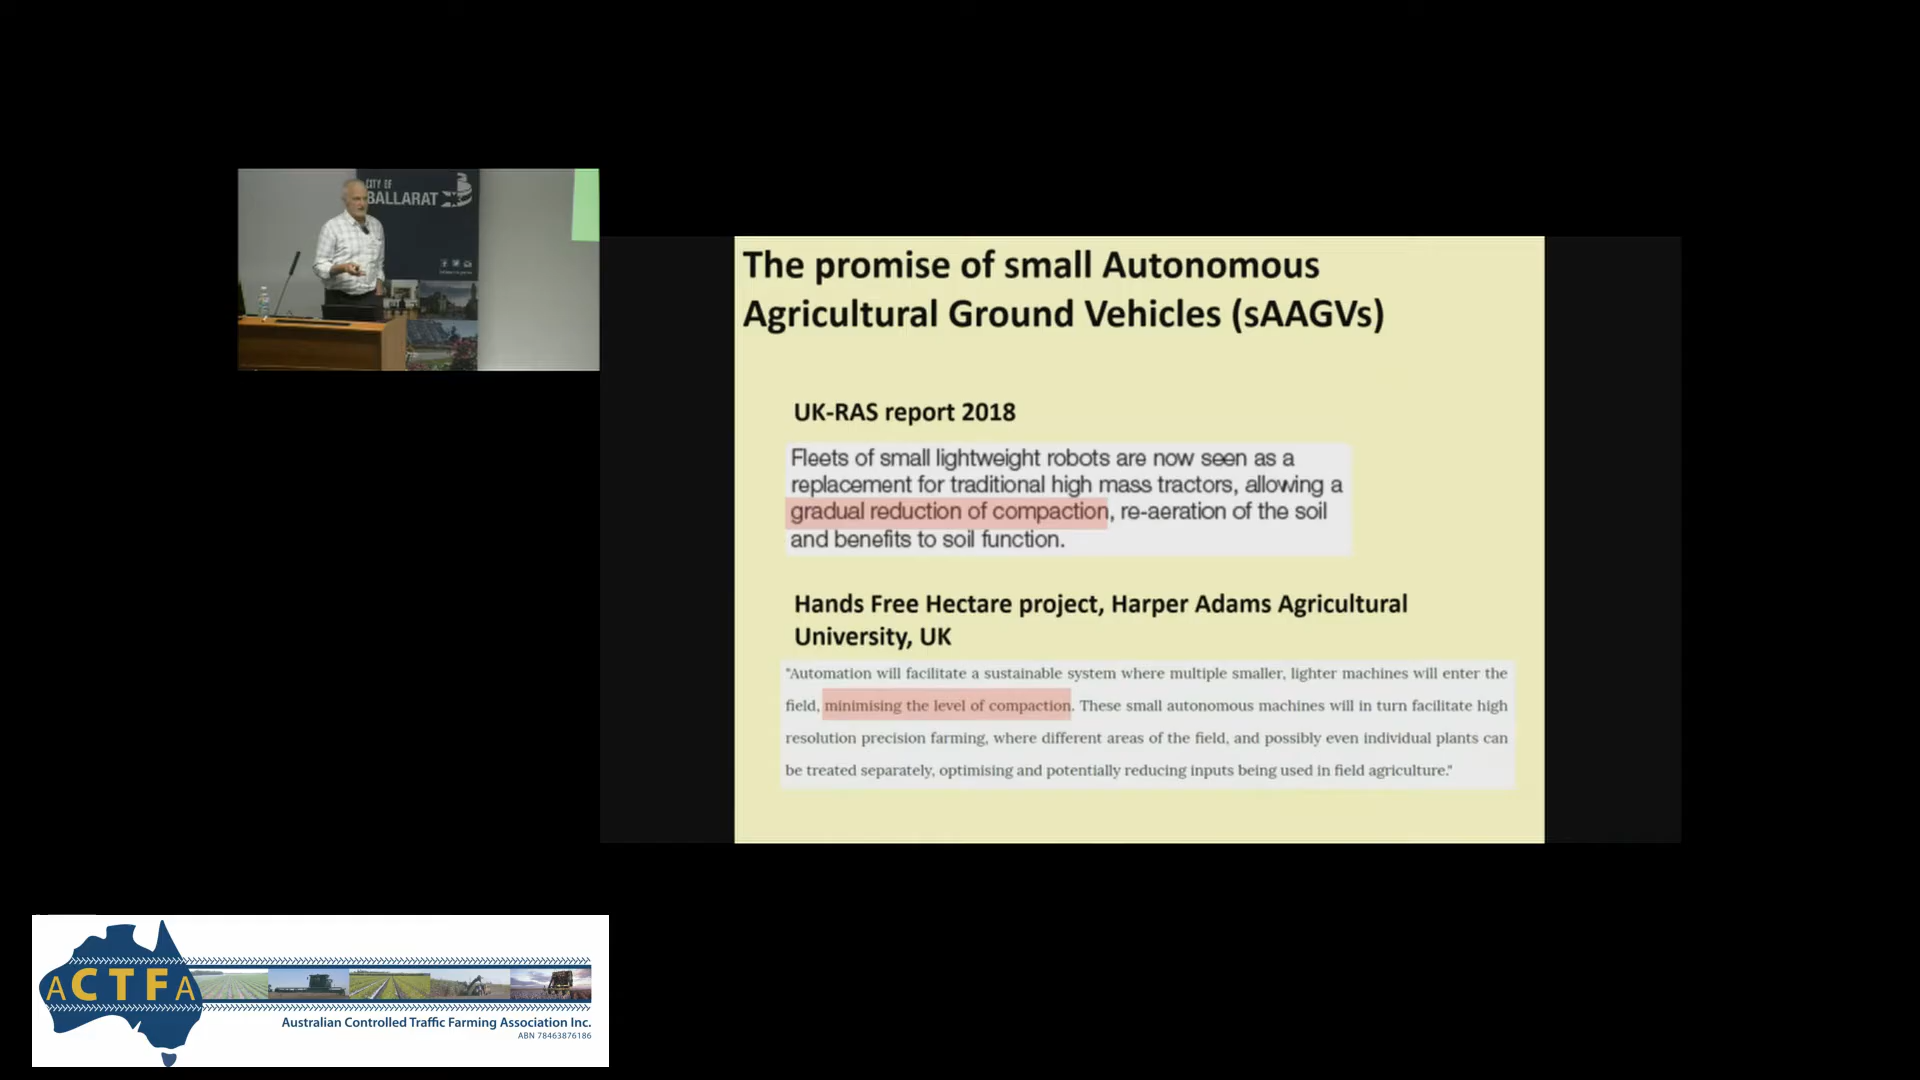 CITY OF
BALLARAT
The promise of small Autonomous
Agricultural Ground Vehicles (sAAGVs)
UK-RAS report 2018
Fleets of small lightweight robots are now seen as a
replacement for traditional high mass tractors, allowing a
gradual reduction of compaction, re-aeration of the soil
and benefits to soil function.
Hands Free Hectare project, Harper Adams Agricultural
University, UK
"Automation will facilitate a sustainable system where multiple smaller, lighter machines will enter the
field, minimising the level of compaction. These small autonomous machines will in turn facilitate high
resolution precision farming, where different areas of the field, and possibly even individual plants can
be treated separately, optimising and potentially reducing inputs being used in field agriculture."
ACTFA
Australian Controlled Traffic Farming Association Inc.
ABN 78463876186